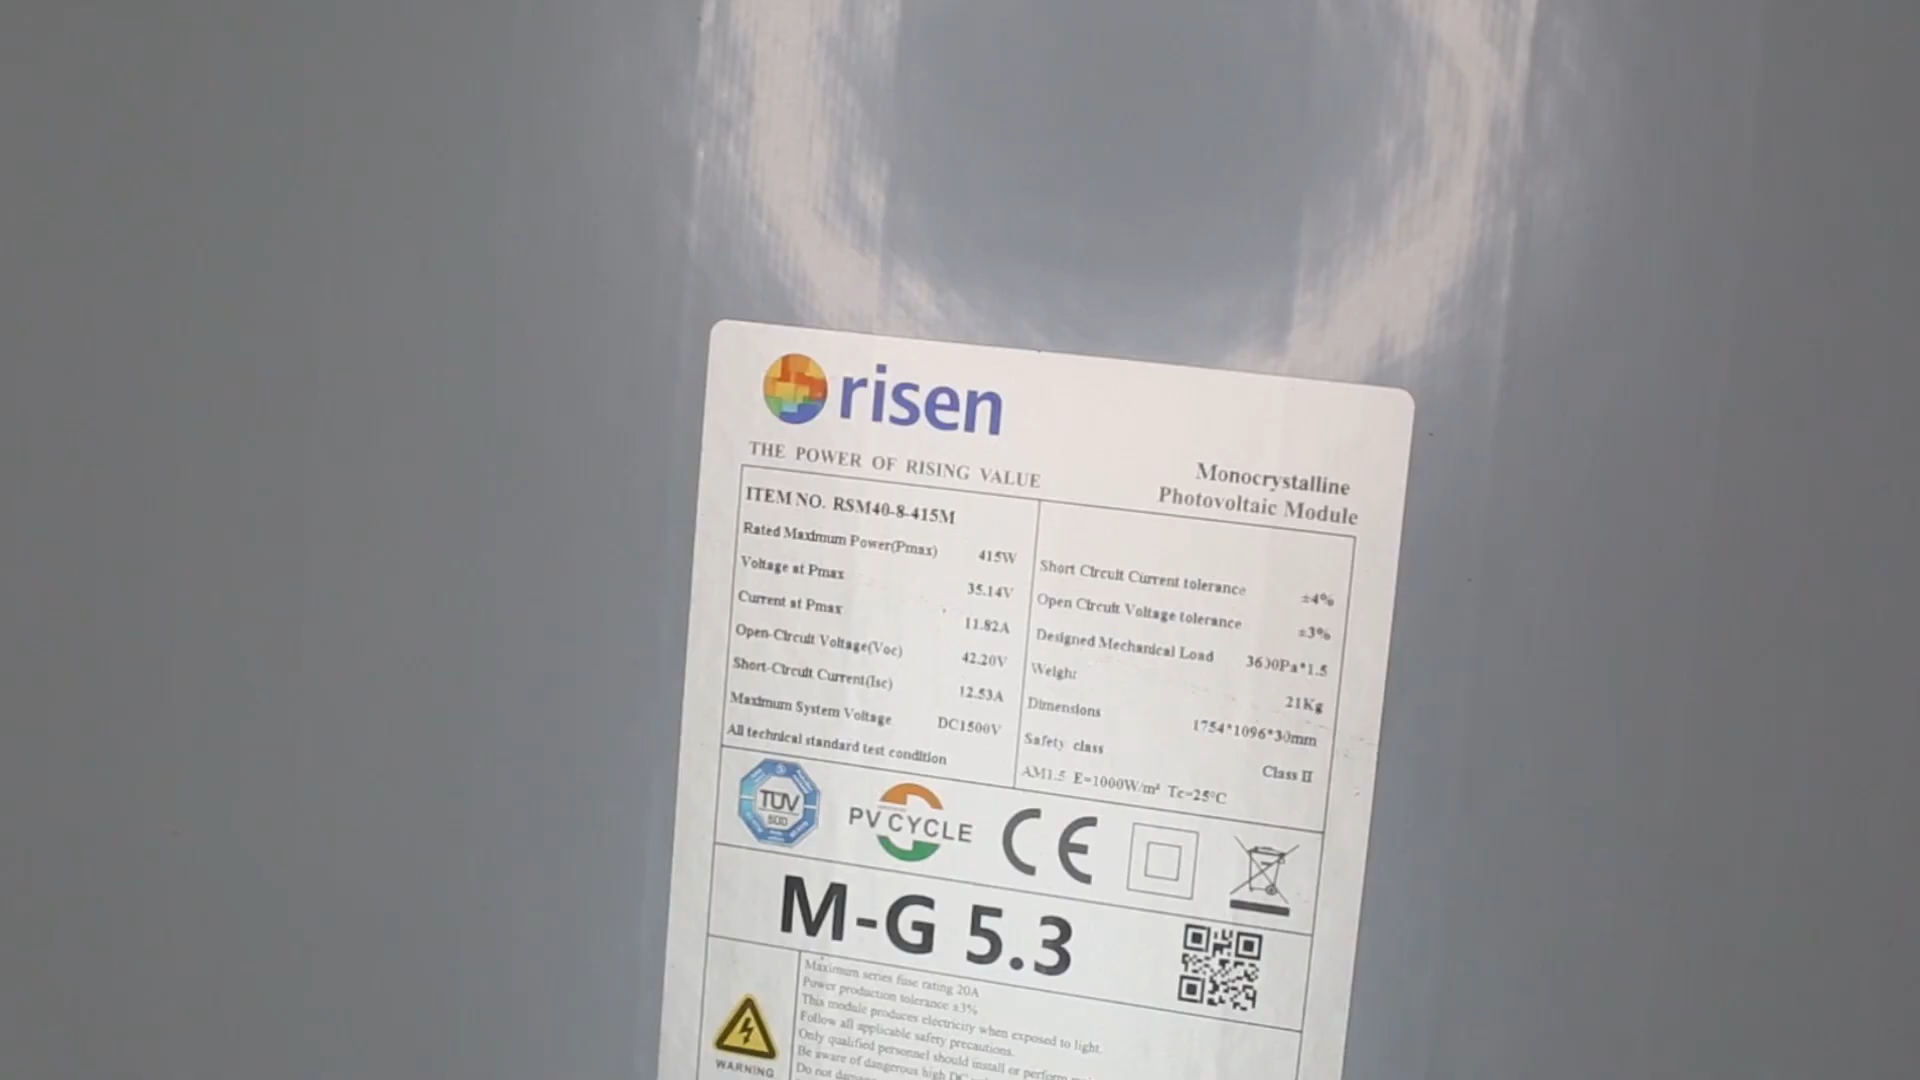 risen
THE POWER OF RISING VALUE
Monocrystalline
Photovoltaic Module
ITEM NO. RSM40-8-415M
Rated Maximum Power(Pmax) 415W
Voltage at Pmax 35.14V
Current at Pmax 11.82A
Open-Circuit Voltage(Voc) 42.20V
Short-Circuit Current(Isc) 12.53A
Maximum System Voltage DC1500V
All technical standard test condition
Short Circuit Current tolerance ±4%
Open Circuit Voltage tolerance ±3%
Designed Mechanical Load 3600Pa*1.5
Weight 21Kg
Dimensions 1754*1096*30mm
Safety class Class II
AM1.5 E=1000W/m² Tc=25°C
TÜV
SÜD
PV CYCLE
CE
M-G 5.3
Maximum series fuse rating 20A
Power production tolerance ±3%
This module produces electricity when exposed to light.
Follow all applicable safety precautions.
Only qualified personnel should install or perform
Be aware of dangerous high DC
Do not
WARNING